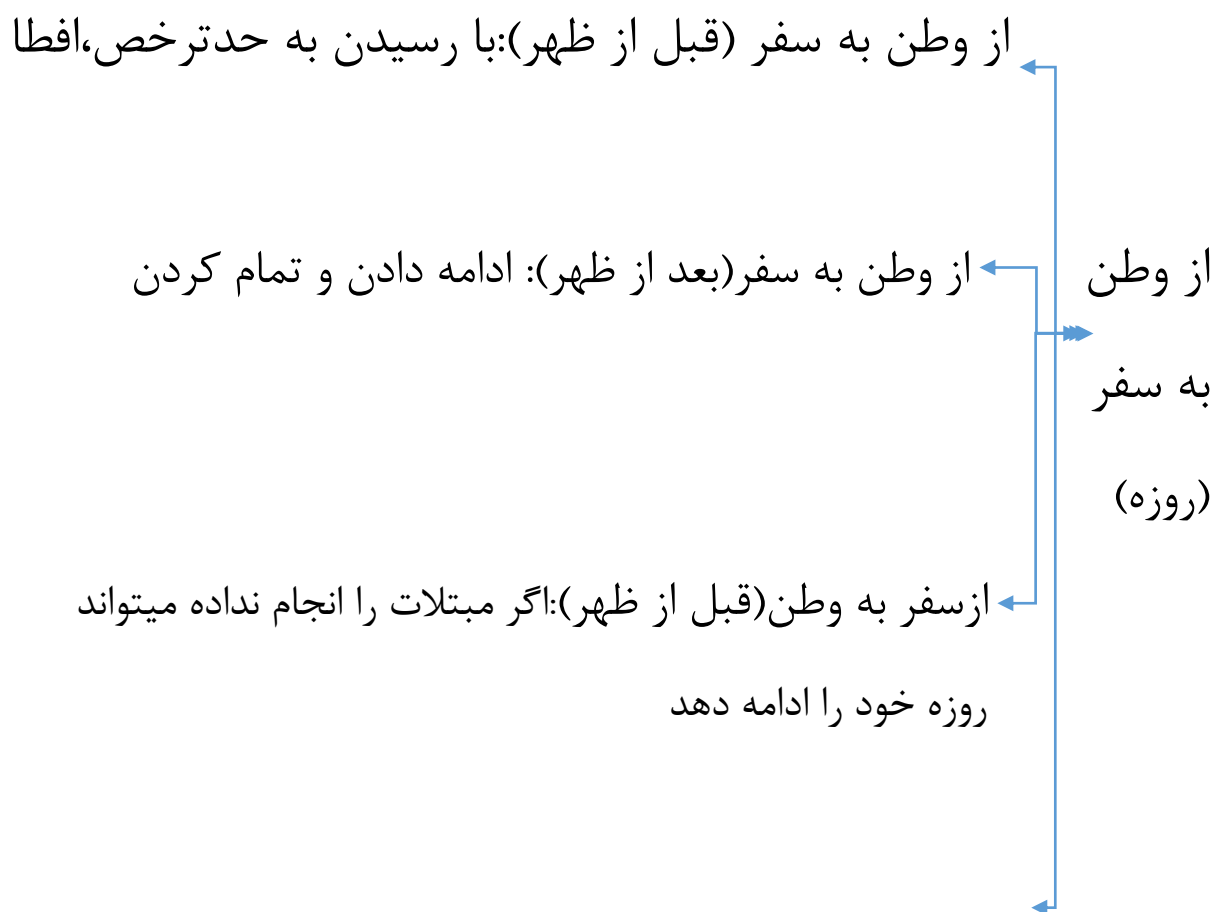 از وطن به سفر (قبل از ظهر):با رسیدن به حدترخص،افطا
از وطن
به سفر
(روزه)
از وطن به سفر(بعد از ظهر): ادامه دادن و تمام کردن
ازسفر به وطن(قبل از ظهر):اگر مبتلات را انجام نداده میتواند
روزه خود را ادامه دهد